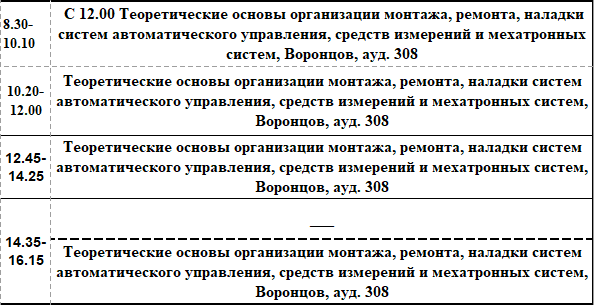 8.30-
10.10
С 12.00 Теоретические основы организации монтажа, ремонта, наладки
систем автоматического управления, средств измерений и мехатронных
систем, Воронцов, ауд. 308
10.20-
12.00
Теоретические основы организации монтажа, ремонта, наладки систем
автоматического управления, средств измерений и мехатронных систем,
Воронцов, ауд. 308
12.45-
14.25
Теоретические основы организации монтажа, ремонта, наладки систем
автоматического управления, средств измерений и мехатронных систем,
Воронцов, ауд. 308
14.35-
16.15
___
Теоретические основы организации монтажа, ремонта, наладки систем
автоматического управления, средств измерений и мехатронных систем,
Воронцов, ауд. 308